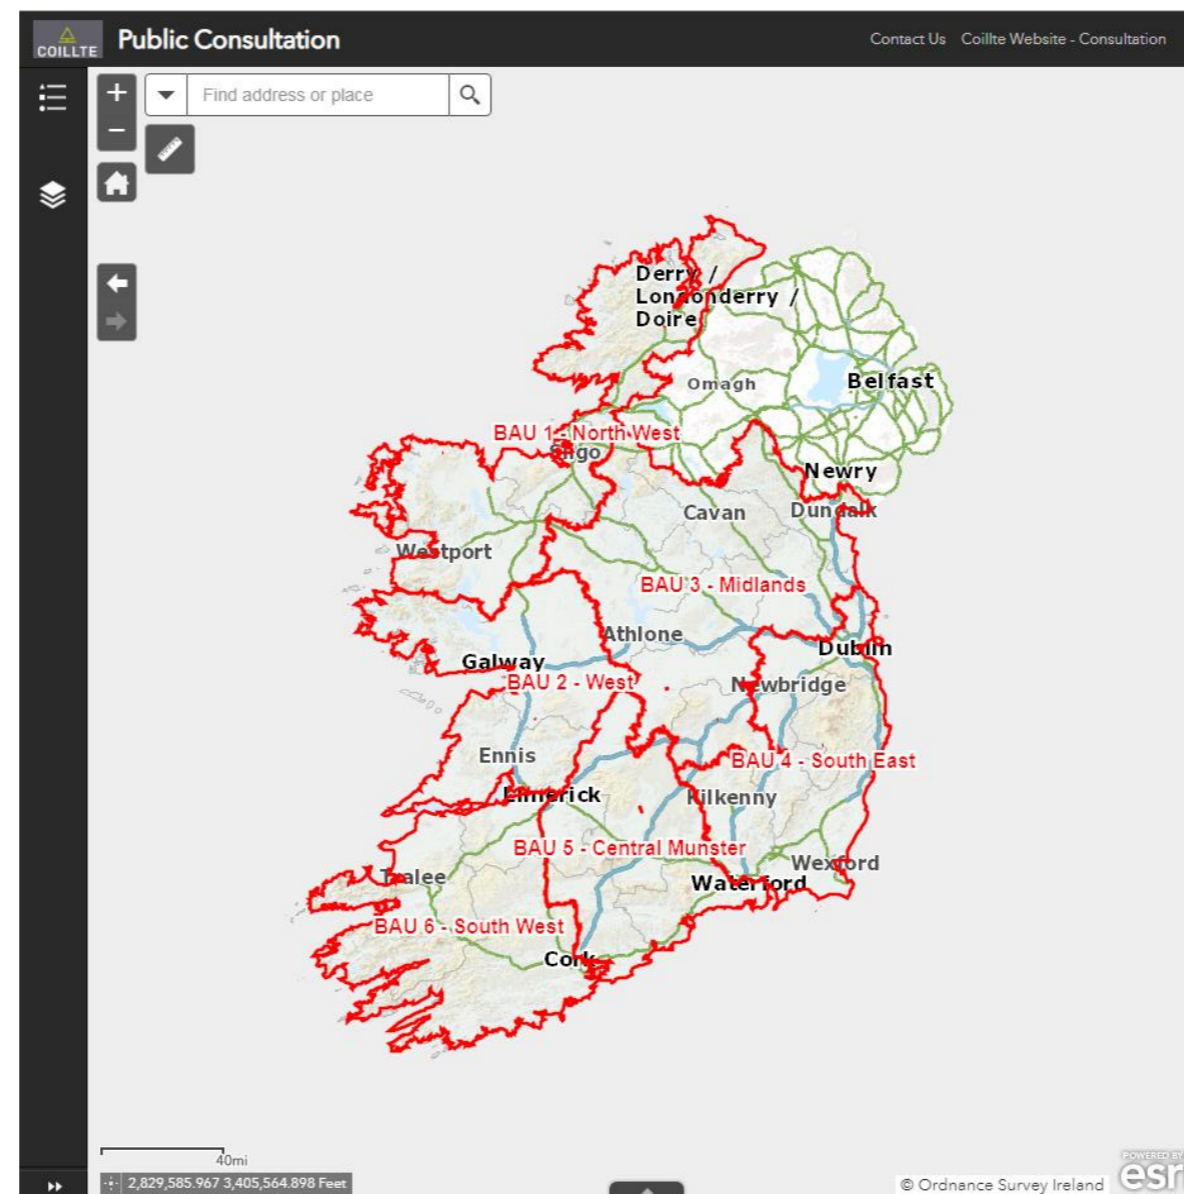 COILLTE
Public Consultation
Contact Us Coillte Website - Consultation
+
Find address or place
−
Derry /
Londonderry /
Doire
Omagh
Belfast
BAU 1 - North West
Sligo
Newry
Cavan
Dundalk
Westport
BAU 3 - Midlands
Athlone
Dublin
Galway
BAU 2 - West
Newbridge
Ennis
BAU 4 - South East
Limerick
Kilkenny
BAU 5 - Central Munster
Wexford
Tralee
Waterford
BAU 6 - South West
Cork
40mi
2,829,585.967 3,405,564.898 Feet
© Ordnance Survey Ireland
POWERED BY
esri